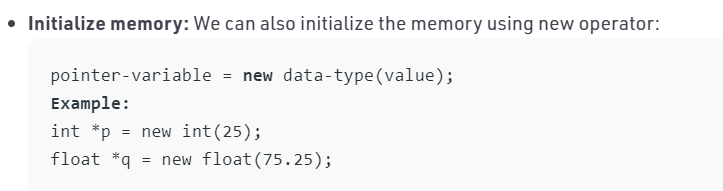 • Initialize memory: We can also initialize the memory using new operator:
pointer-variable = new data-type(value);
Example:
int *p = new int(25);
float *q = new float(75.25);